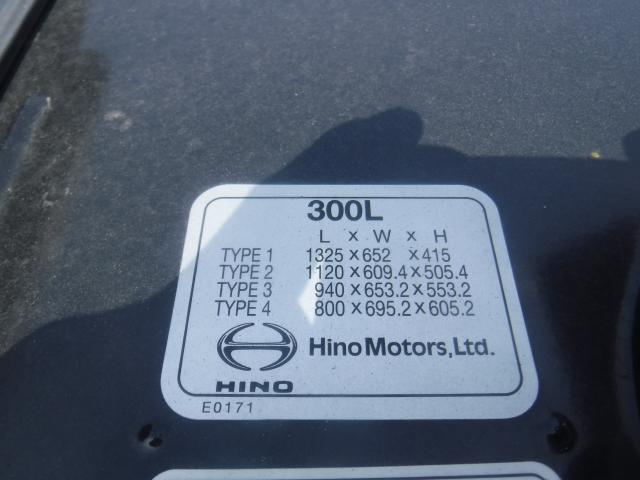 300L
L x W x H
TYPE 1 1325 x 652 x 415
TYPE 2 1120 x 609.4 x 505.4
TYPE 3 940 x 653.2 x 553.2
TYPE 4 800 x 695.2 x 605.2
Hino Motors, Ltd.
HINO
E0171